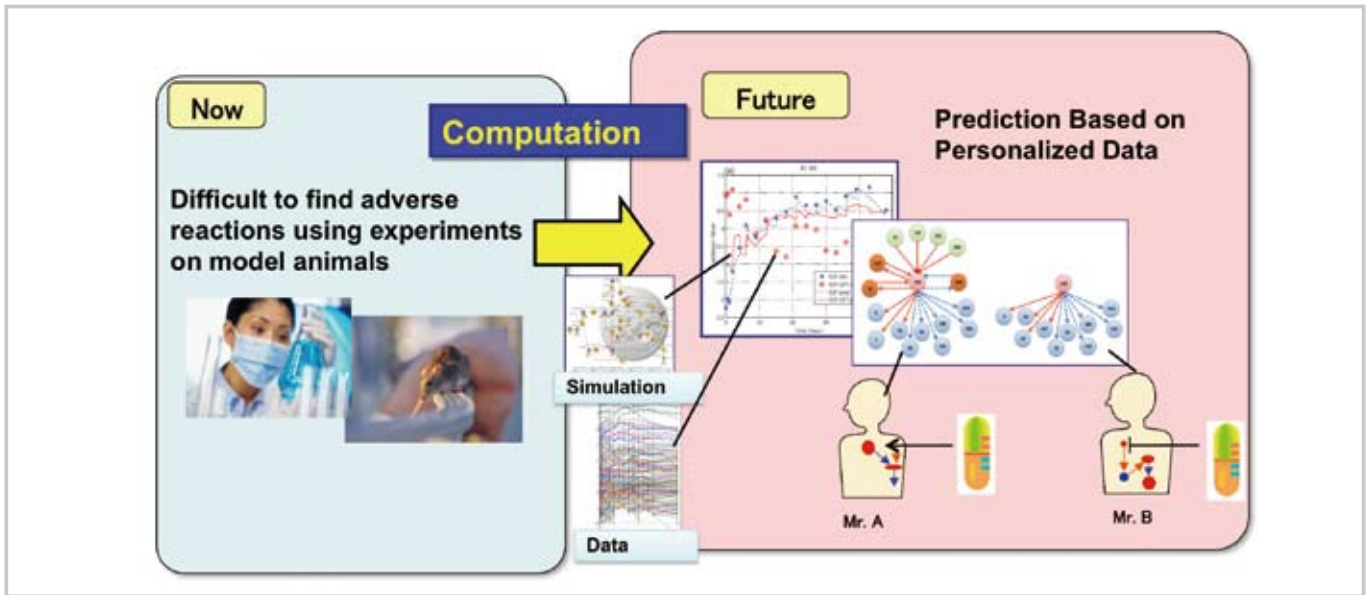 Now
Computation
Future
Prediction Based on
Personalized Data
Difficult to find adverse
reactions using experiments
on model animals
Simulation
Data
Mr. A
Mr. B